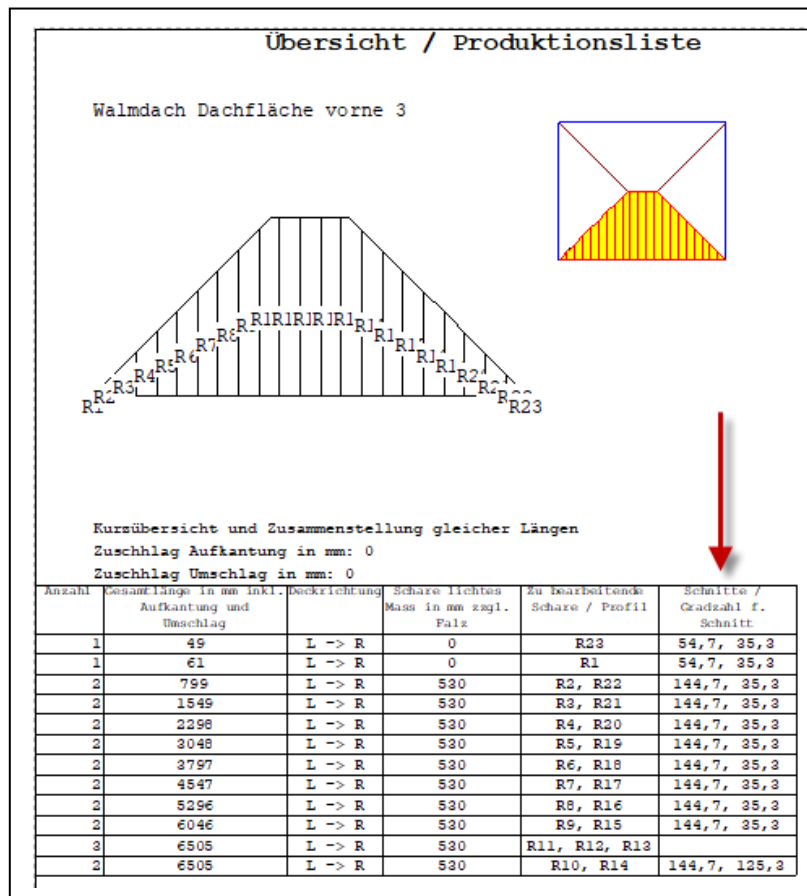 Übersicht / Produktionsliste
Walmdach Dachfläche vorne 3
R2
R3
R4
R5
R6
R7
R23
Kurzübersicht und Zusammenstellung gleicher Längen
Zuschhlag Aufkantung in mm: 0
Zuschhlag Umschlag in mm: 0
Anzahl Gesamtlänge in mm inkl. Aufkantung und Umschlag Deckrichtung Schare lichtes Mass in mm zzgl. Falz Zu bearbeitende Schare / Profil Schnitte / Gradzahl f. Schnitt
1 49 L -> R 0 R23 54,7, 35,3
1 61 L -> R 0 R1 54,7, 35,3
2 799 L -> R 530 R2, R22 144,7, 35,3
2 1549 L -> R 530 R3, R21 144,7, 35,3
2 2298 L -> R 530 R4, R20 144,7, 35,3
2 3048 L -> R 530 R5, R19 144,7, 35,3
2 3797 L -> R 530 R6, R18 144,7, 35,3
2 4547 L -> R 530 R7, R17 144,7, 35,3
2 5296 L -> R 530 R8, R16 144,7, 35,3
2 6046 L -> R 530 R9, R15 144,7, 35,3
3 6505 L -> R 530 R11, R12, R13
2 6505 L -> R 530 R10, R14 144,7, 125,3